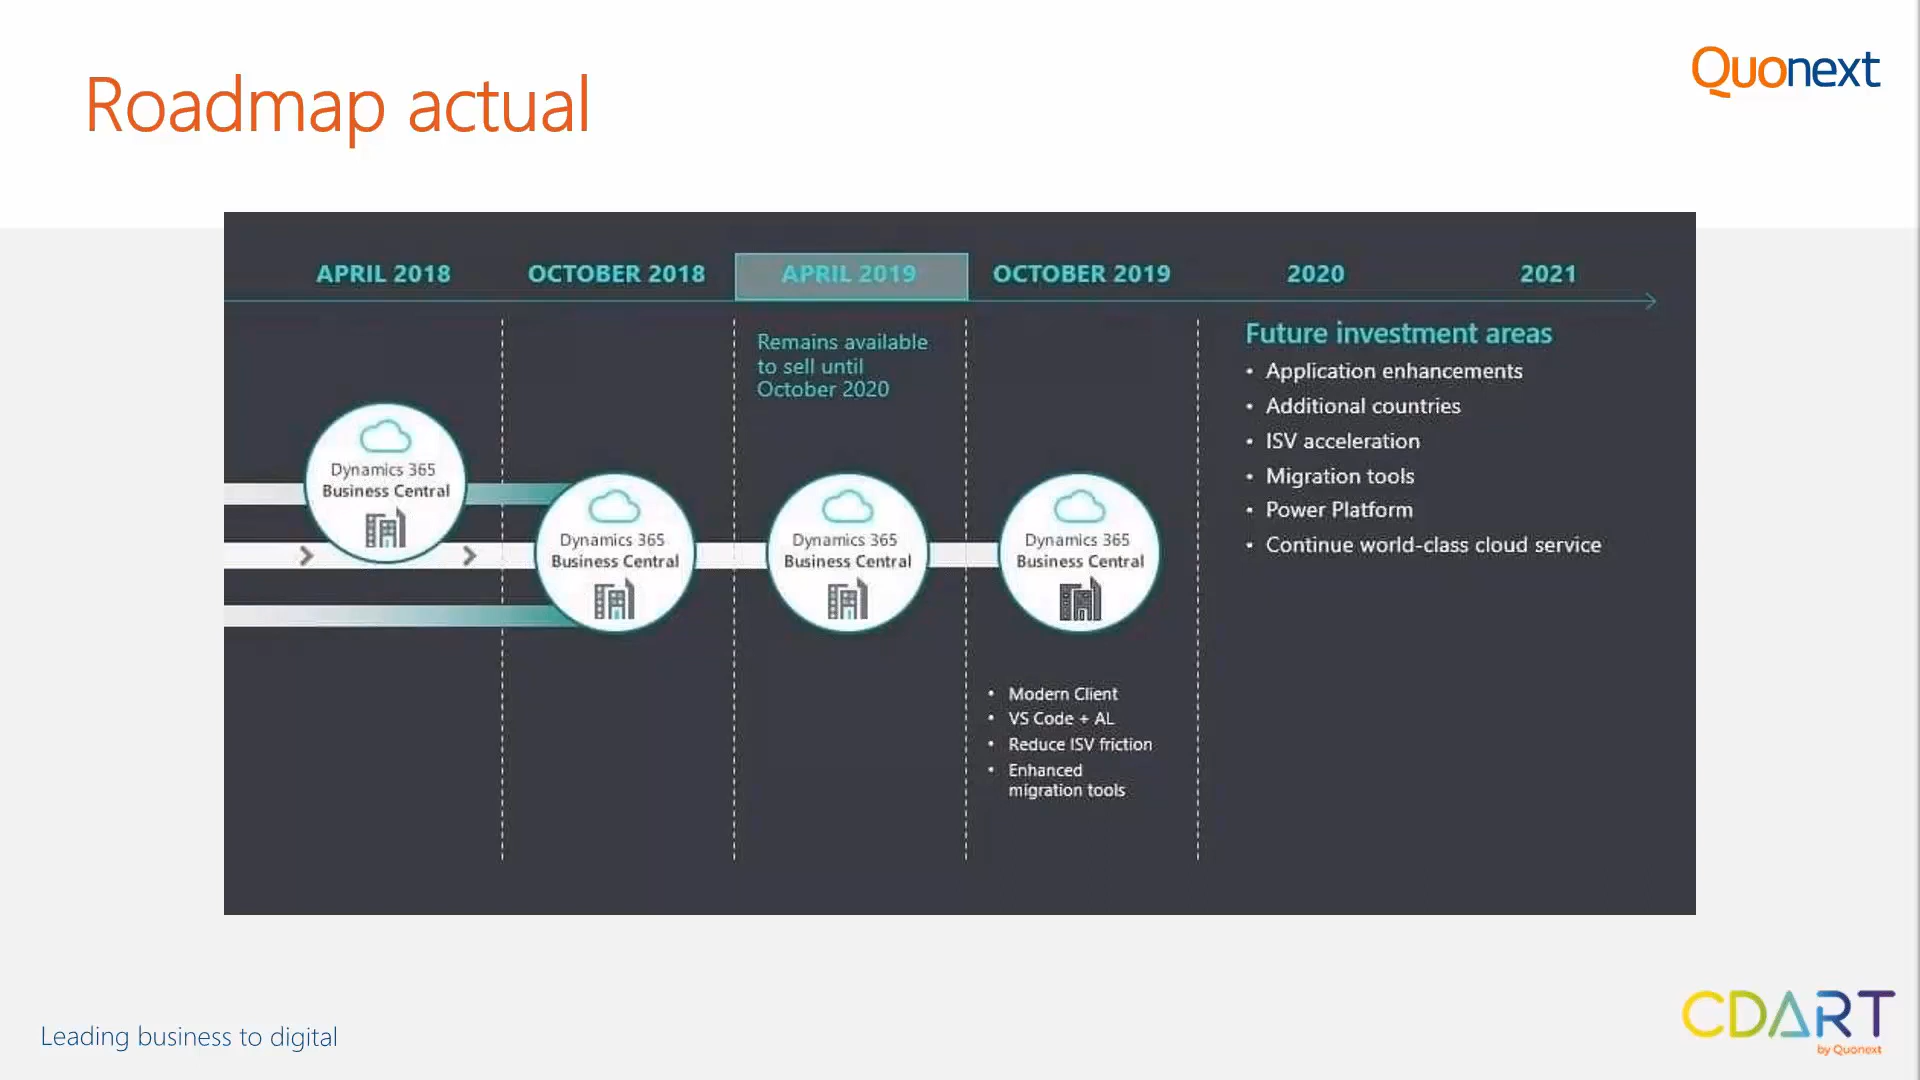 Roadmap actual
Quonext
APRIL 2018
OCTOBER 2018
APRIL 2019
OCTOBER 2019
2020
2021
Remains available
to sell until
October 2020
Future investment areas
• Application enhancements
• Additional countries
• ISV acceleration
• Migration tools
• Power Platform
• Continue world-class cloud service
Dynamics 365
Business Central
Dynamics 365
Business Central
Dynamics 365
Business Central
Dynamics 365
Business Central
• Modern Client
• VS Code + AL
• Reduce ISV friction
• Enhanced
migration tools
Leading business to digital
CDART
by Quonext